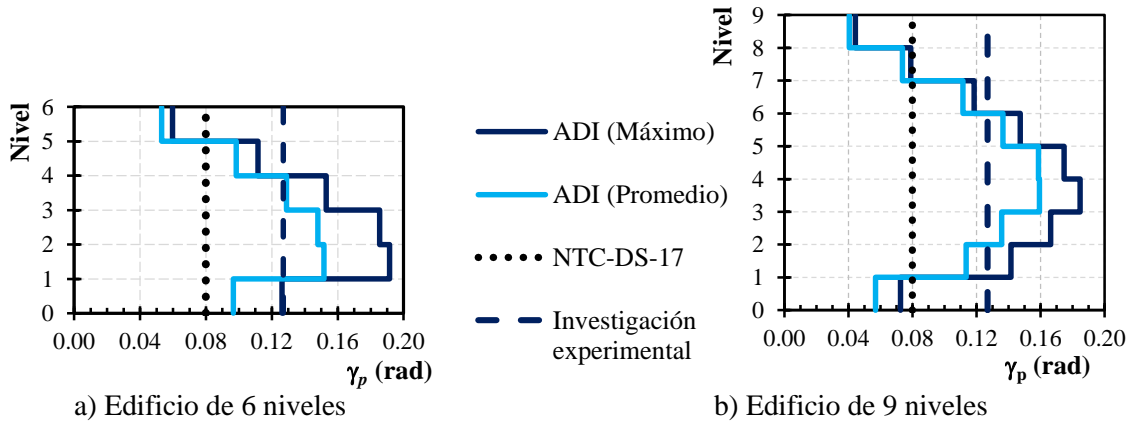 Nivel
6
5
4
3
2
1
0
0.00 0.04 0.08 0.12 0.16 0.20
γp (rad)
a) Edificio de 6 niveles
ADI (Máximo)
ADI (Promedio)
NTC-DS-17
Investigación
experimental
Nivel
9
8
7
6
5
4
3
2
1
0
0.00 0.04 0.08 0.12 0.16 0.20
γp (rad)
b) Edificio de 9 niveles